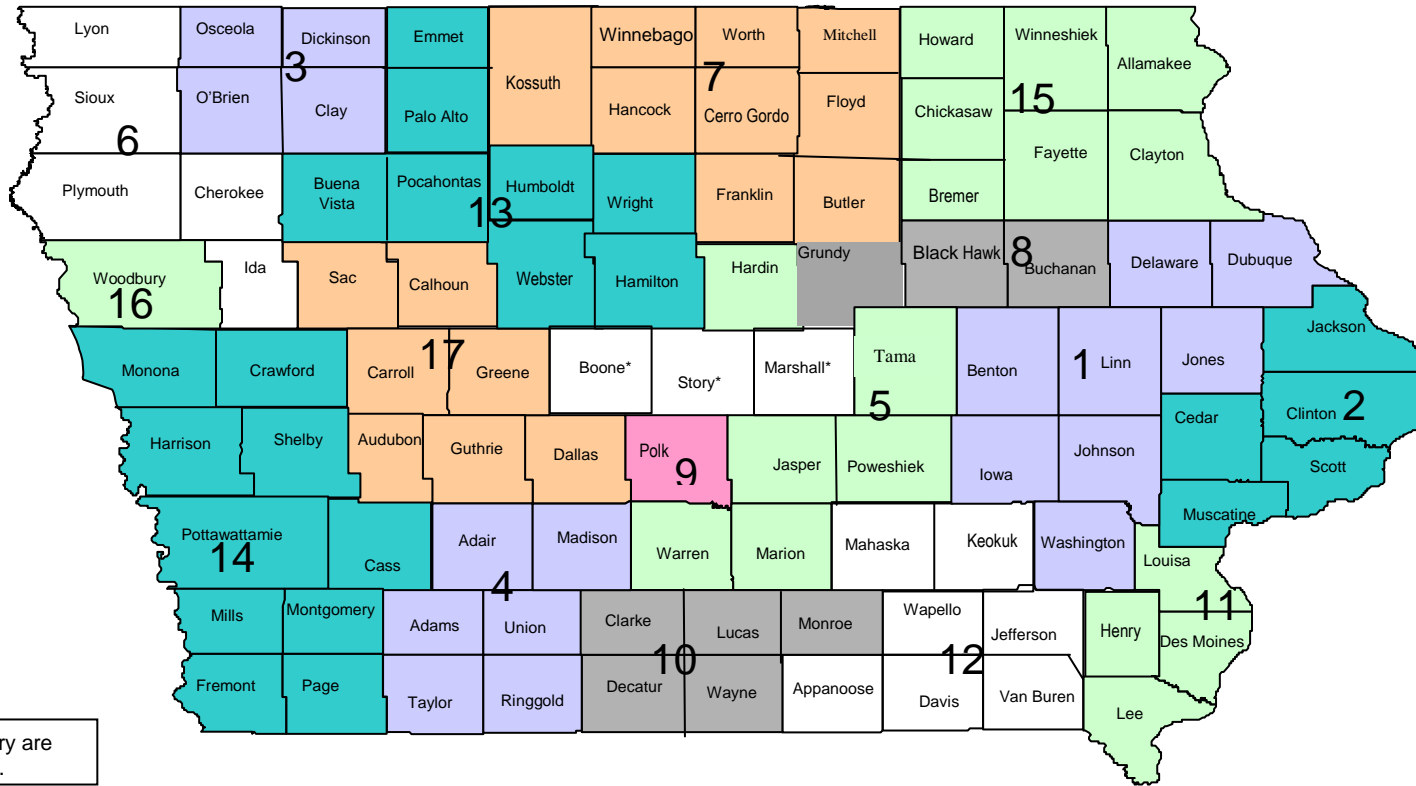 Lyon
Osceola
Dickinson
Emmet
Kossuth
Winnebago
Worth
Mitchell
Howard
Winneshiek
Allamakee
3
7
15
Sioux
O'Brien
Clay
Palo Alto
Hancock
Cerro Gordo
Floyd
Chickasaw
6
Fayette
Clayton
Plymouth
Cherokee
Buena
Vista
Pocahontas
Humboldt
Wright
Franklin
Butler
Bremer
13
Woodbury
Ida
Sac
Calhoun
Webster
Hamilton
Hardin
Grundy
Black Hawk
8
Buchanan
Delaware
Dubuque
16
Jackson
Monona
Crawford
Carroll
17
Greene
Boone*
Story*
Marshall*
Tama
Benton
1
Linn
Jones
5
Cedar
Clinton
2
Harrison
Shelby
Audubon
Guthrie
Dallas
Polk
9
Jasper
Poweshiek
Iowa
Johnson
Scott
Pottawattamie
14
Cass
Adair
Madison
Warren
Marion
Mahaska
Keokuk
Washington
Muscatine
Louisa
4
11
Mills
Montgomery
Adams
Union
Clarke
Lucas
Monroe
Wapello
Jefferson
Henry
Des Moines
10
12
Fremont
Page
Taylor
Ringgold
Decatur
Wayne
Appanoose
Davis
Van Buren
Lee
ry are
.